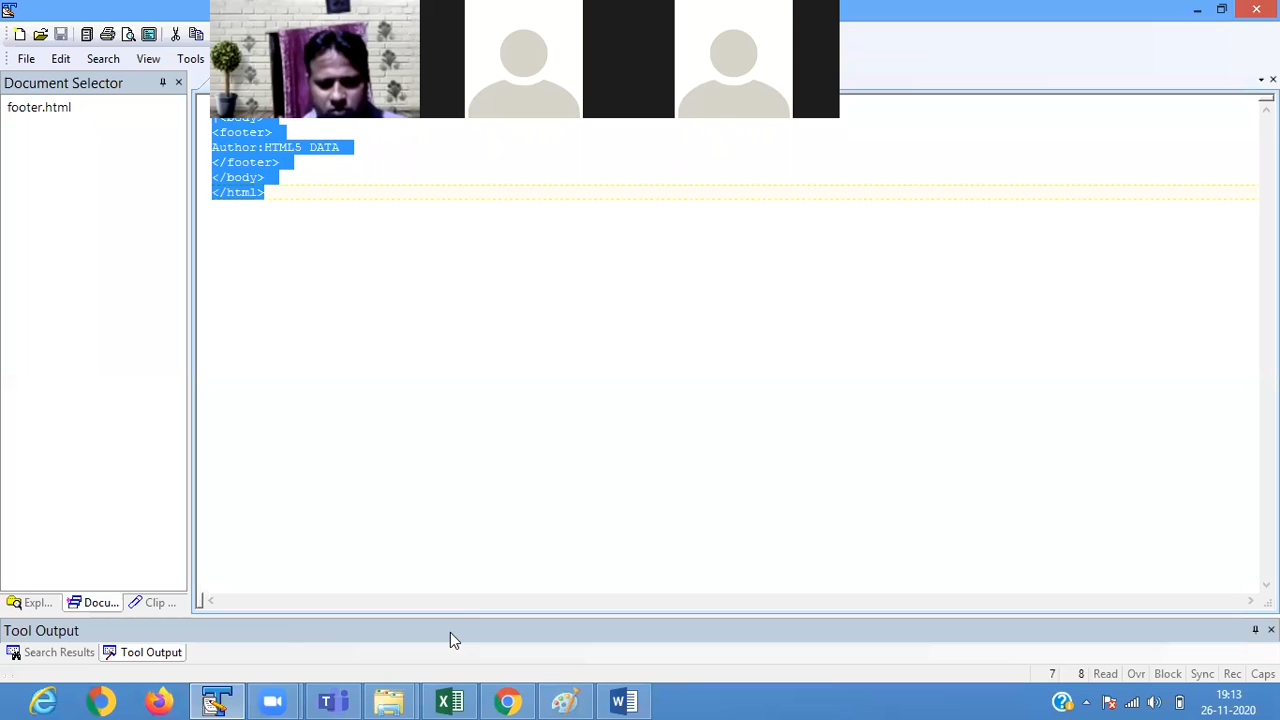 File Edit Search View Tools
Document Selector
footer.html
<body>
<footer>
Author:HTML5 DATA
</footer>
</body>
</html>
Expl... Docu... Clip ...
Tool Output
Search Results Tool Output
7 8 Read Ovr Block Sync Rec Caps
19:13
26-11-2020